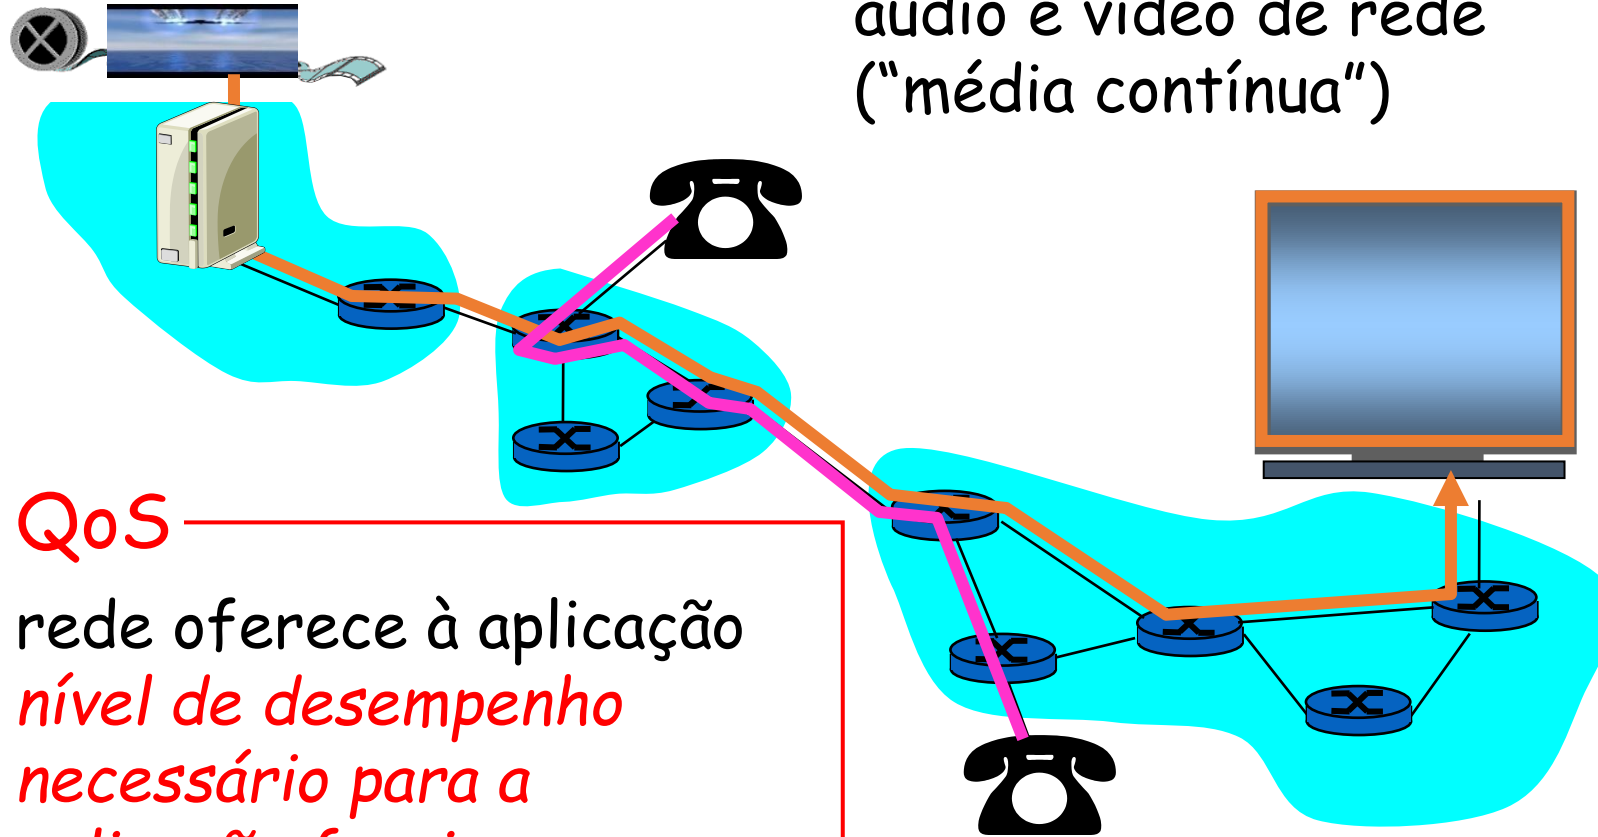 áudio e vídeo de rede
(“média contínua”)
QoS
rede oferece à aplicação
nível de desempenho
necessário para a